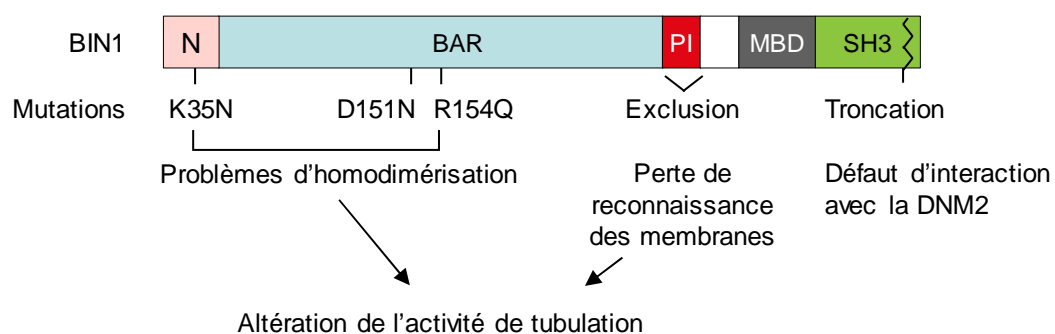 BIN1 N BAR PI MBD SH3
Mutations K35N D151N R154Q Exclusion Troncation
Problèmes d'homodimérisation
Perte de
reconnaissance
des membranes
Défaut d'interaction
avec la DNM2
Altération de l'activité de tubulation